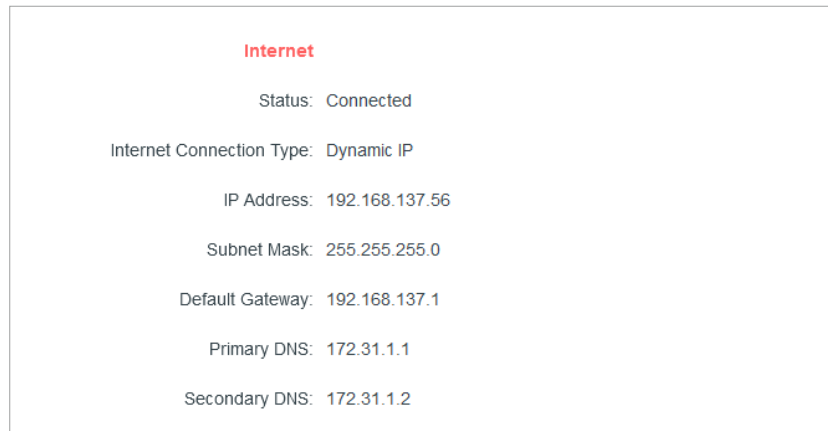 Internet
Status: Connected
Internet Connection Type: Dynamic IP
IP Address: 192.168.137.56
Subnet Mask: 255.255.255.0
Default Gateway: 192.168.137.1
Primary DNS: 172.31.1.1
Secondary DNS: 172.31.1.2